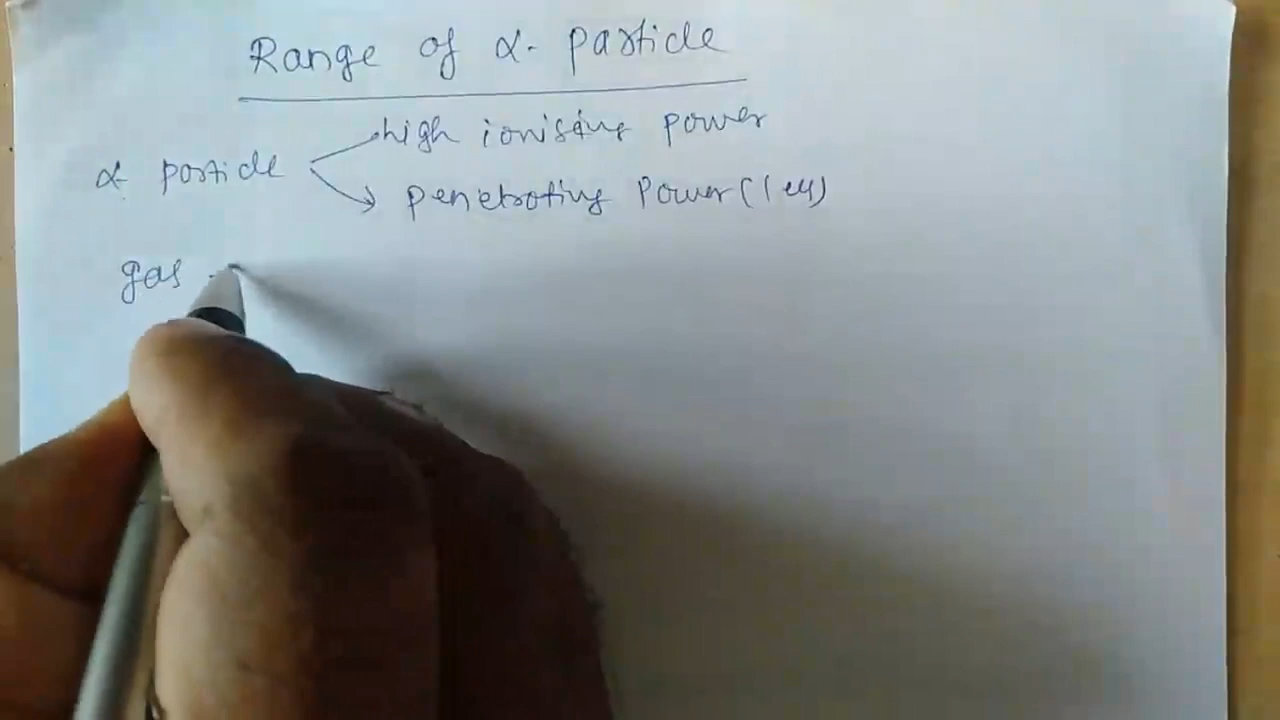 Range of α- particle
α particle high ionising power
penetrating Power (less)
gas